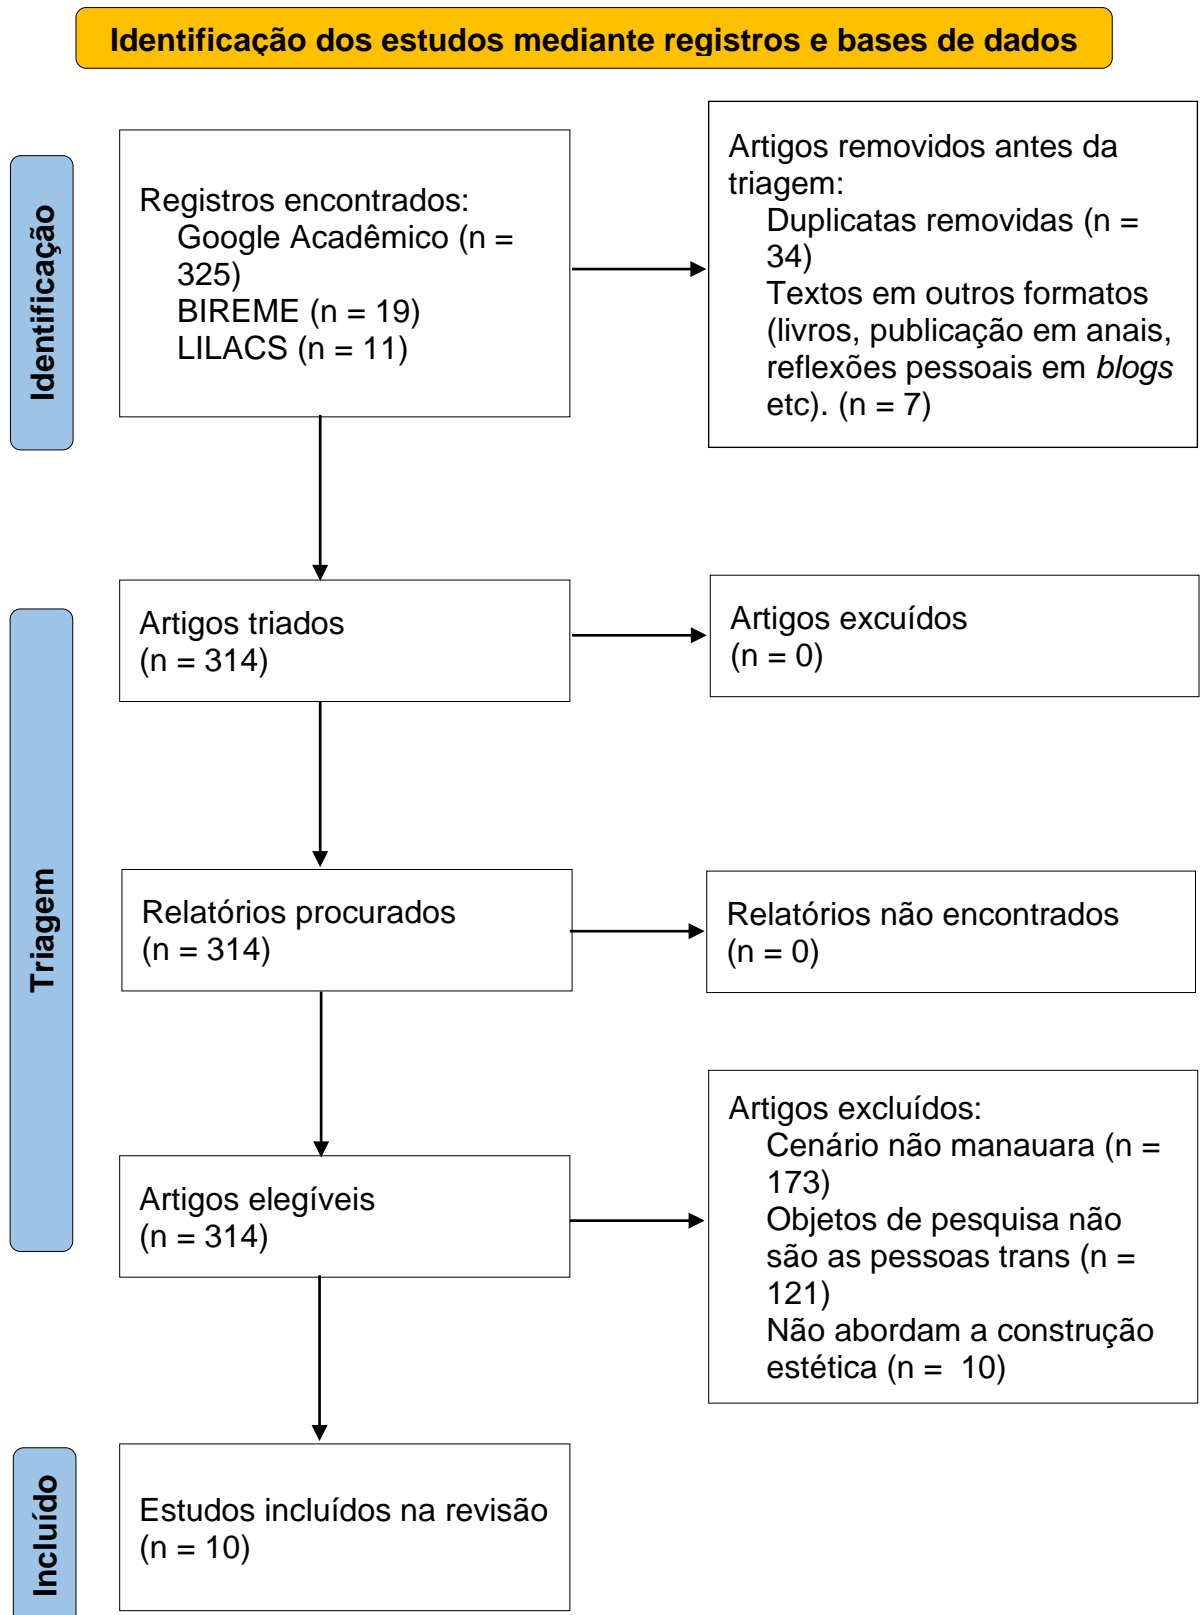 Identificação dos estudos mediante registros e bases de dados
Identificação
Registros encontrados:
Google Acadêmico (n =
325)
BIREME (n = 19)
LILACS (n = 11)
Artigos removidos antes da
triagem:
Duplicatas removidas (n =
34)
Textos em outros formatos
(livros, publicação em anais,
reflexões pessoais em blogs
etc). (n = 7)
Triagem
Artigos triados
(n = 314)
Artigos excuídos
(n = 0)
Relatórios procurados
(n = 314)
Relatórios não encontrados
(n = 0)
Artigos elegíveis
(n = 314)
Artigos excluídos:
Cenário não manauara (n =
173)
Objetos de pesquisa não
são as pessoas trans (n =
121)
Não abordam a construção
estética (n =  10)
Incluído
Estudos incluídos na revisão
(n = 10)